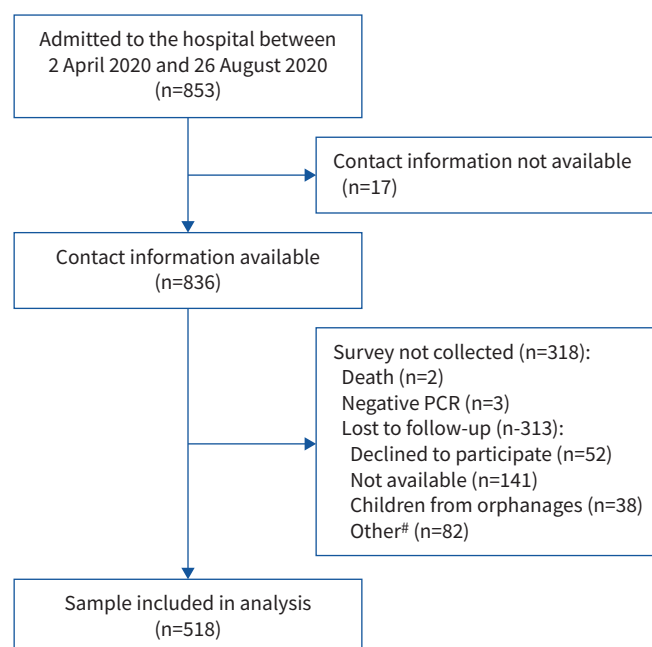 Admitted to the hospital between
2 April 2020 and 26 August 2020
(n=853)
Contact information not available
(n=17)
Contact information available
(n=836)
Survey not collected (n=318):
Death (n=2)
Negative PCR (n=3)
Lost to follow-up (n-313):
Declined to participate (n=52)
Not available (n=141)
Children from orphanages (n=38)
Other# (n=82)
Sample included in analysis
(n=518)